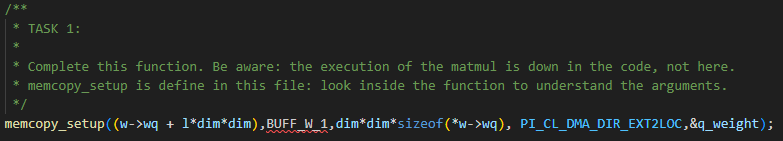 /**
* TASK 1:
*
* Complete this function. Be aware: the execution of the matmul is down in the code, not here.
* memcopy_setup is define in this file: look inside the function to understand the arguments.
*/
memcopy_setup((w->wq + l*dim*dim),BUFF_W_1,dim*dim*sizeof(*w->wq), PI_CL_DMA_DIR_EXT2LOC,&q_weight);